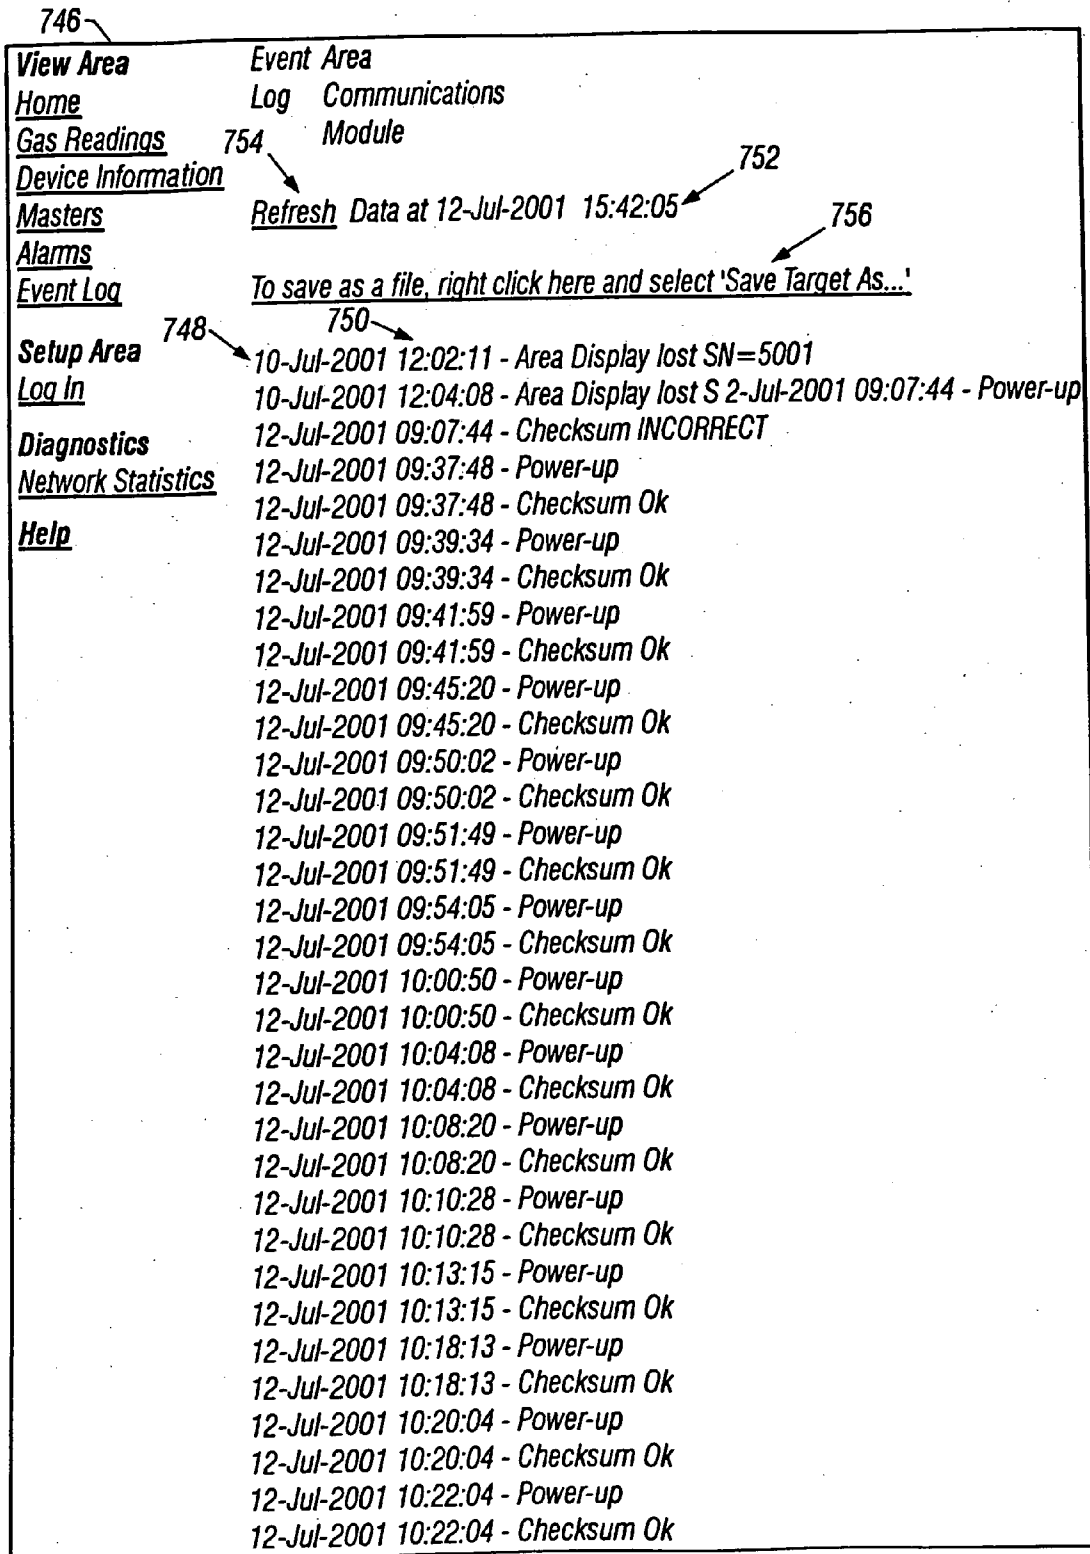 746
View Area
Home
Gas Readings
Device Information
Masters
Alarms
Event Log
Setup Area
Log In
Diagnostics
Network Statistics
Help
Event Area
Log Communications
Module
754
752
Refresh Data at 12-Jul-2001 15:42:05
756
To save as a file, right click here and select 'Save Target As...'
748
750
10-Jul-2001 12:02:11 - Area Display lost SN=5001
10-Jul-2001 12:04:08 - Area Display lost S 2-Jul-2001 09:07:44 - Power-up
12-Jul-2001 09:07:44 - Checksum INCORRECT
12-Jul-2001 09:37:48 - Power-up
12-Jul-2001 09:37:48 - Checksum Ok
12-Jul-2001 09:39:34 - Power-up
12-Jul-2001 09:39:34 - Checksum Ok
12-Jul-2001 09:41:59 - Power-up
12-Jul-2001 09:41:59 - Checksum Ok
12-Jul-2001 09:45:20 - Power-up
12-Jul-2001 09:45:20 - Checksum Ok
12-Jul-2001 09:50:02 - Power-up
12-Jul-2001 09:50:02 - Checksum Ok
12-Jul-2001 09:51:49 - Power-up
12-Jul-2001 09:51:49 - Checksum Ok
12-Jul-2001 09:54:05 - Power-up
12-Jul-2001 09:54:05 - Checksum Ok
12-Jul-2001 10:00:50 - Power-up
12-Jul-2001 10:00:50 - Checksum Ok
12-Jul-2001 10:04:08 - Power-up
12-Jul-2001 10:04:08 - Checksum Ok
12-Jul-2001 10:08:20 - Power-up
12-Jul-2001 10:08:20 - Checksum Ok
12-Jul-2001 10:10:28 - Power-up
12-Jul-2001 10:10:28 - Checksum Ok
12-Jul-2001 10:13:15 - Power-up
12-Jul-2001 10:13:15 - Checksum Ok
12-Jul-2001 10:18:13 - Power-up
12-Jul-2001 10:18:13 - Checksum Ok
12-Jul-2001 10:20:04 - Power-up
12-Jul-2001 10:20:04 - Checksum Ok
12-Jul-2001 10:22:04 - Power-up
12-Jul-2001 10:22:04 - Checksum Ok